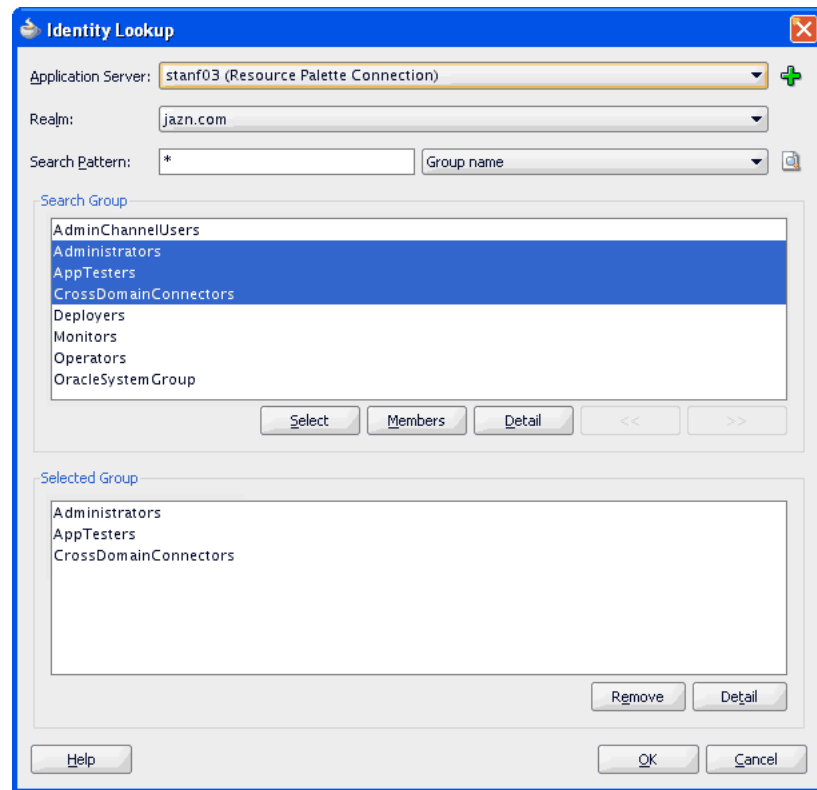 Identity Lookup
Application Server: stanf03 (Resource Palette Connection)
Realm: jazn.com
Search Pattern: * Group name
Search Group
AdminChannelUsers
Administrators
AppTesters
CrossDomainConnectors
Deployers
Monitors
Operators
OracleSystemGroup
Select Members Detail << >>
Selected Group
Administrators
AppTesters
CrossDomainConnectors
Remove Detail
Help OK Cancel